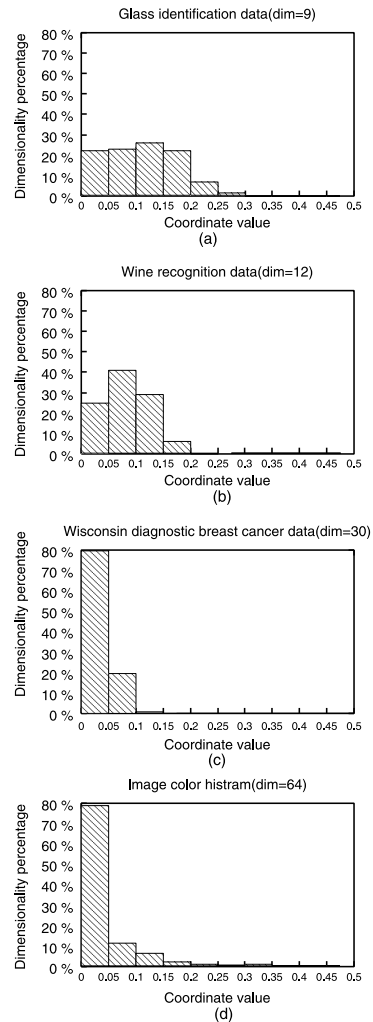 Glass identification data(dim=9)
Dimensionality percentage
80 %
70 %
60 %
50 %
40 %
30 %
20 %
10 %
0 %
0 0.05 0.1 0.15 0.2 0.25 0.3 0.35 0.4 0.45 0.5
Coordinate value
(a)
Wine recognition data(dim=12)
Dimensionality percentage
80 %
70 %
60 %
50 %
40 %
30 %
20 %
10 %
0 %
0 0.05 0.1 0.15 0.2 0.25 0.3 0.35 0.4 0.45 0.5
Coordinate value
(b)
Wisconsin diagnostic breast cancer data(dim=30)
Dimensionality percentage
80 %
70 %
60 %
50 %
40 %
30 %
20 %
10 %
0 %
0 0.05 0.1 0.15 0.2 0.25 0.3 0.35 0.4 0.45 0.5
Coordinate value
(c)
Image color histram(dim=64)
Dimensionality percentage
80 %
70 %
60 %
50 %
40 %
30 %
20 %
10 %
0 %
0 0.05 0.1 0.15 0.2 0.25 0.3 0.35 0.4 0.45 0.5
Coordinate value
(d)